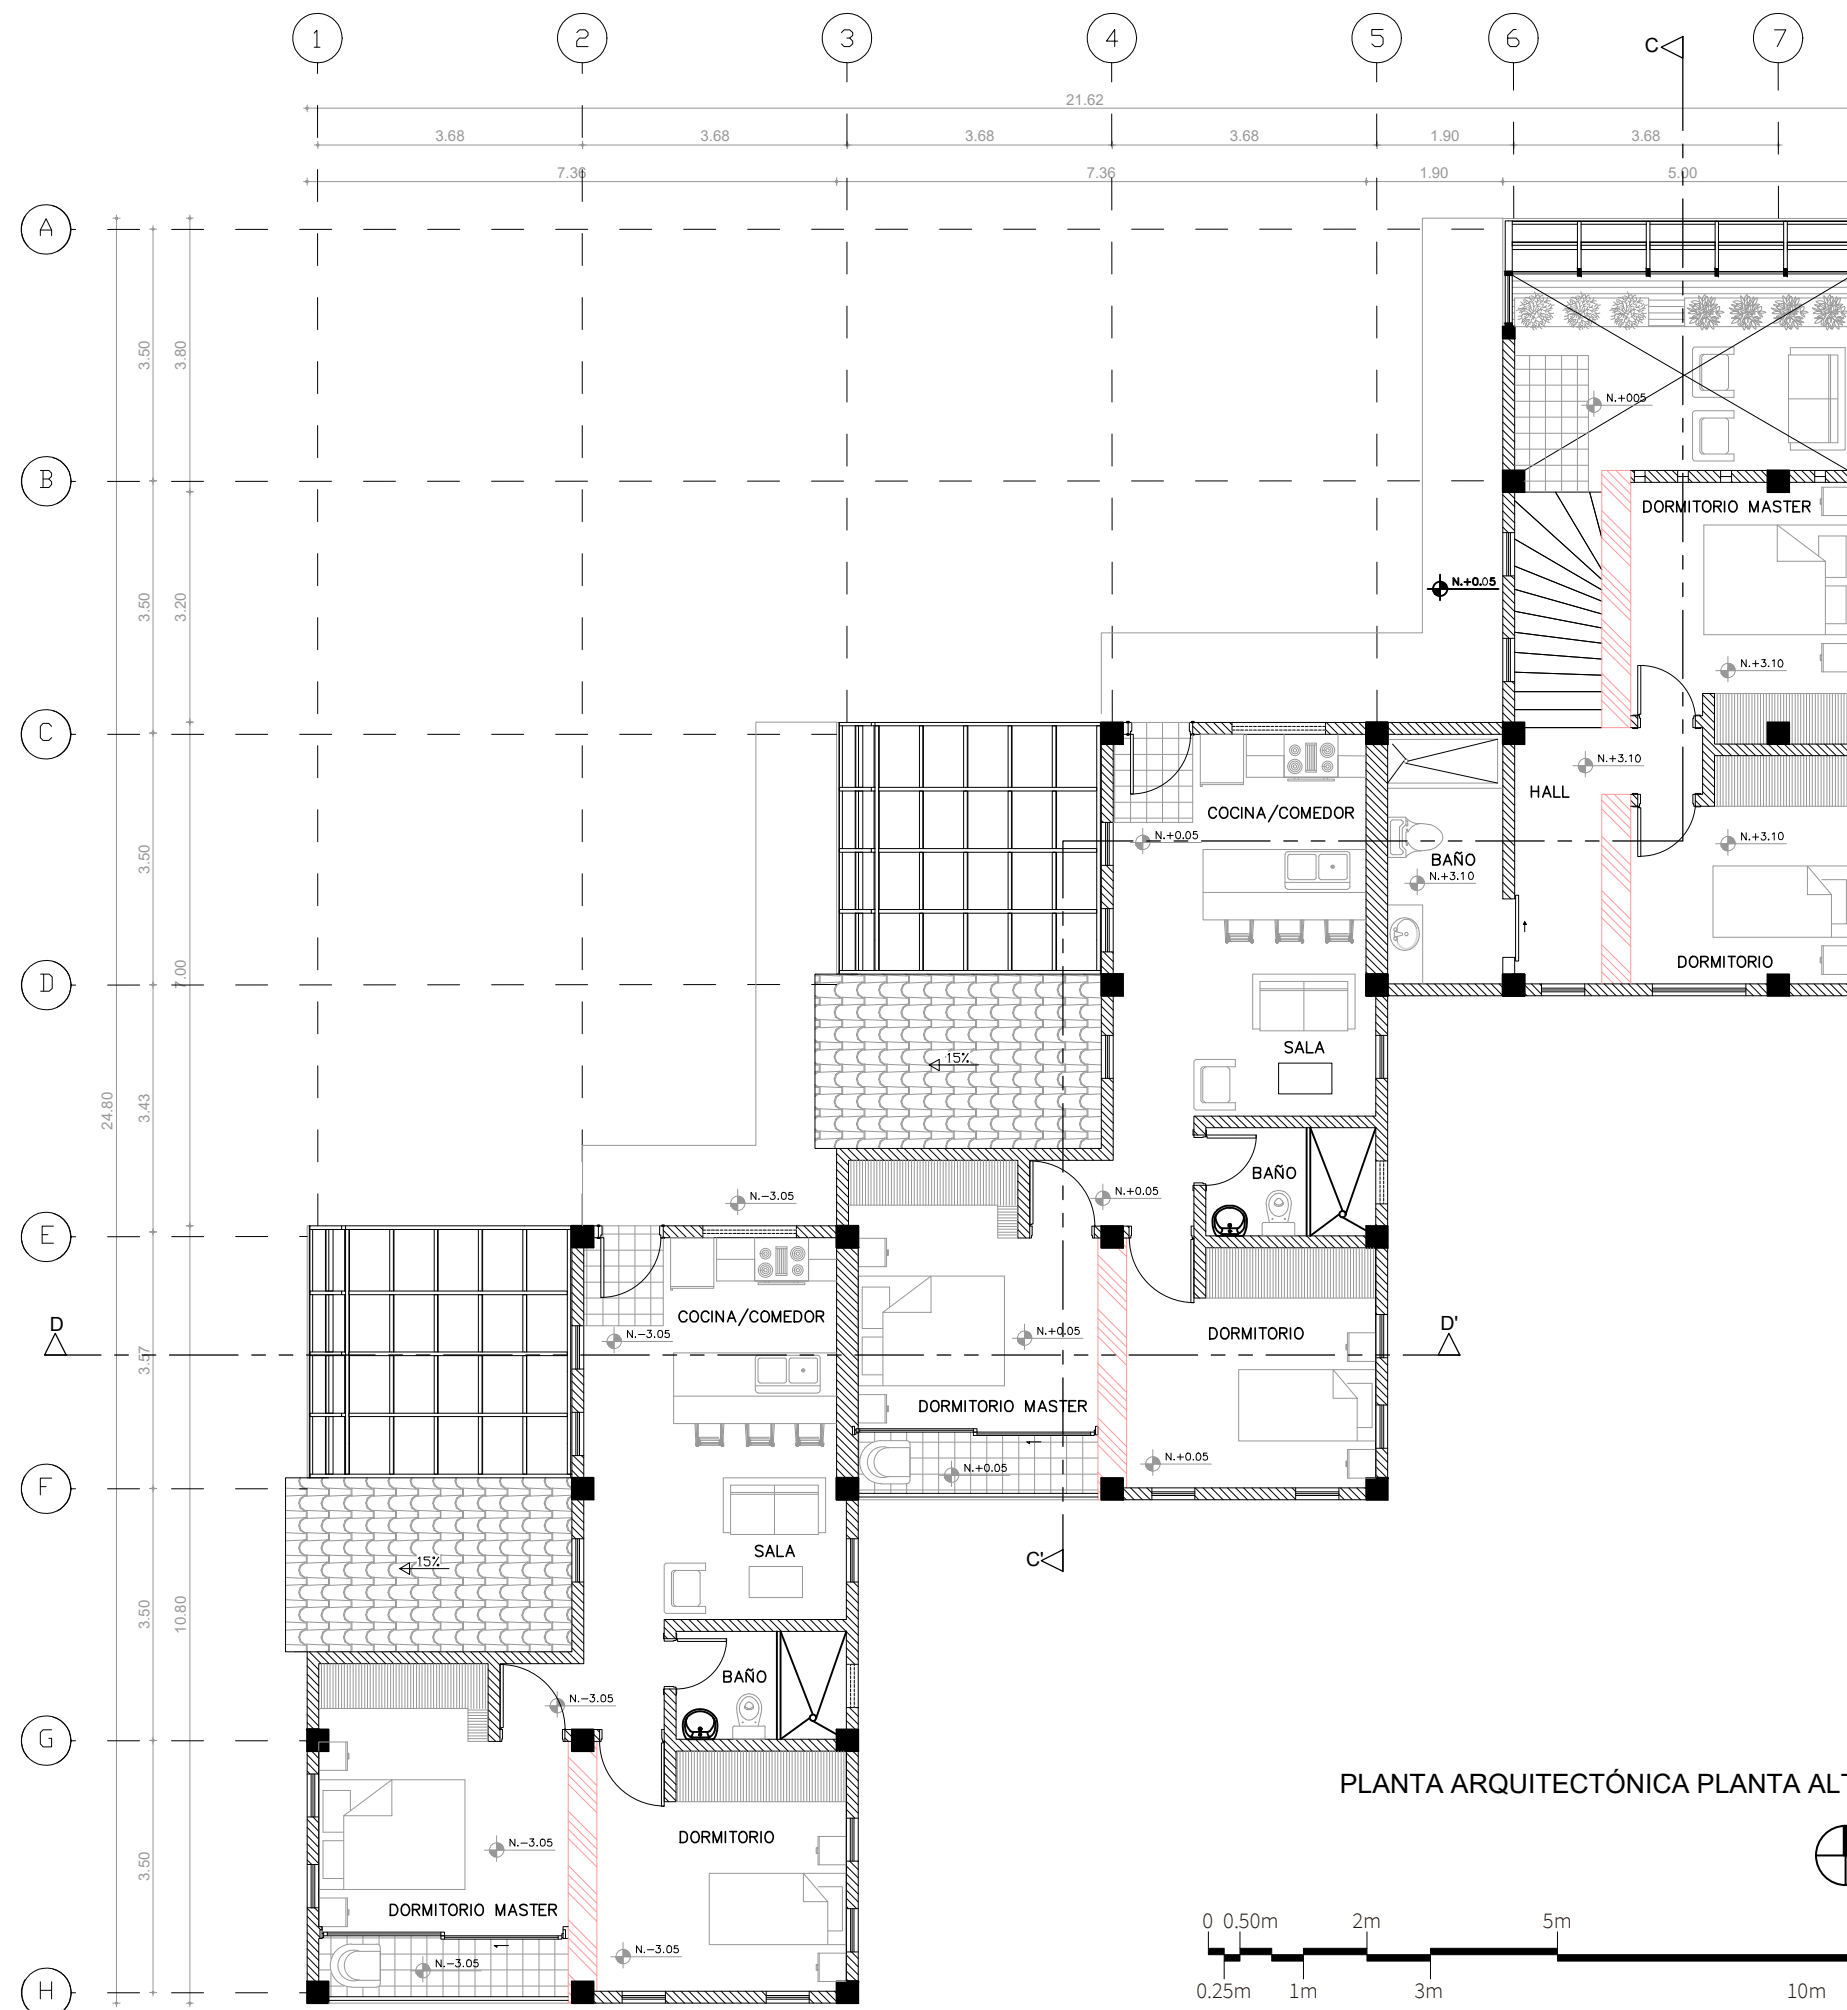 1 2 3 4 5 6 C 7
21.62
3.68 3.68 3.68 3.68 1.90 3.68
7.36 7.36 1.90 5.00
A
3.50 3.80
N.+005
B
DORMITORIO MASTER
3.50 3.20
N.+0.05
N.+3.10
C
N.+3.10
HALL
COCINA/COMEDOR
N.+0.05
N.+3.10
3.50
BAÑO
N.+3.10
DORMITORIO
D
7.00
SALA
15%
24.80
3.43
BAÑO
N.-3.05
N.+0.05
E
COCINA/COMEDOR
N.-3.05
N.+0.05
DORMITORIO
D
D'
3.57
DORMITORIO MASTER
N.+0.05
N.+0.05
F
SALA
15%
C'
3.50
10.80
BAÑO
N.-3.05
G
PLANTA ARQUITECTÓNICA PLANTA ALT
DORMITORIO
N.-3.05
3.50
DORMITORIO MASTER
N.-3.05
N.-3.05
H
0 0.50m 2m 5m
0.25m 1m 3m 10m